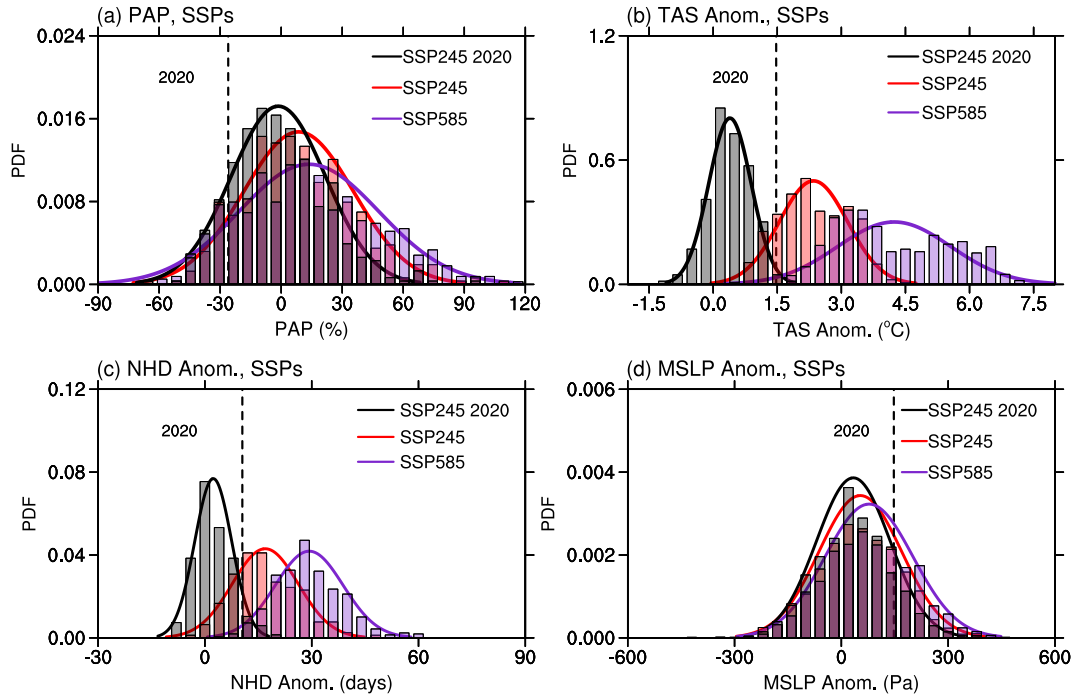 (a) PAP, SSPs
0.024
0.016
0.008
0.000
PDF
2020
SSP245 2020
SSP245
SSP585
-90 -60 -30 0 30 60 90 120
PAP (%)
(b) TAS Anom., SSPs
1.2
0.6
0.0
PDF
2020
SSP245 2020
SSP245
SSP585
-1.5 0.0 1.5 3.0 4.5 6.0 7.5
TAS Anom. (°C)
(c) NHD Anom., SSPs
0.12
0.08
0.04
0.00
PDF
2020
SSP245 2020
SSP245
SSP585
-30 0 30 60 90
NHD Anom. (days)
(d) MSLP Anom., SSPs
0.006
0.004
0.002
0.000
PDF
2020
SSP245 2020
SSP245
SSP585
-600 -300 0 300 600
MSLP Anom. (Pa)